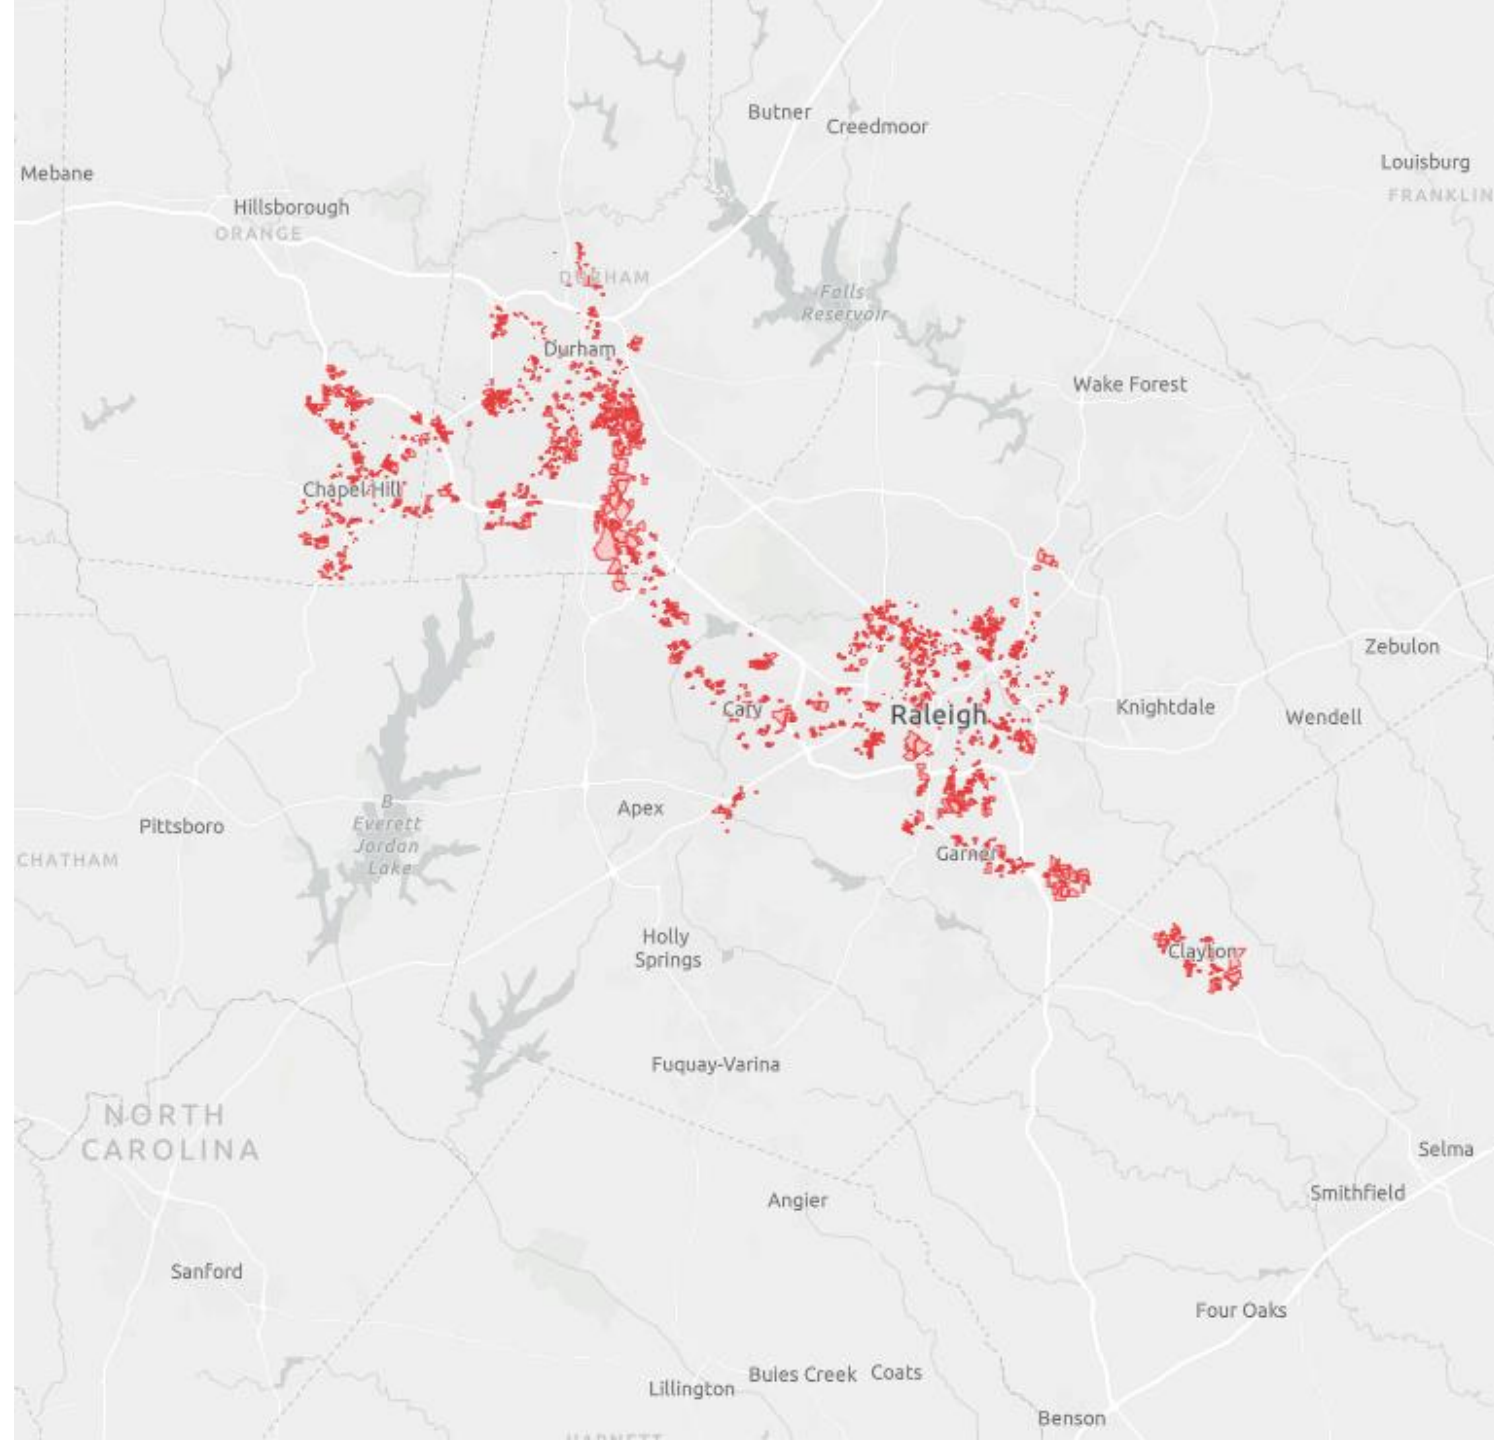 Butner
Creedmoor
Louisburg
FRANKLIN
Mebane
Hillsborough
ORANGE
DURHAM
Falls
Reservoir
Durham
Wake Forest
Chapel Hill
Zebulon
Knightdale
Wendell
Cary
Raleigh
Apex
B
Everett
Jordan
Lake
Pittsboro
CHATHAM
Garner
Holly
Springs
Clayton
Fuquay-Varina
NORTH
CAROLINA
Selma
Smithfield
Angier
Sanford
Four Oaks
Buies Creek
Coats
Lillington
Benson
HARNETT